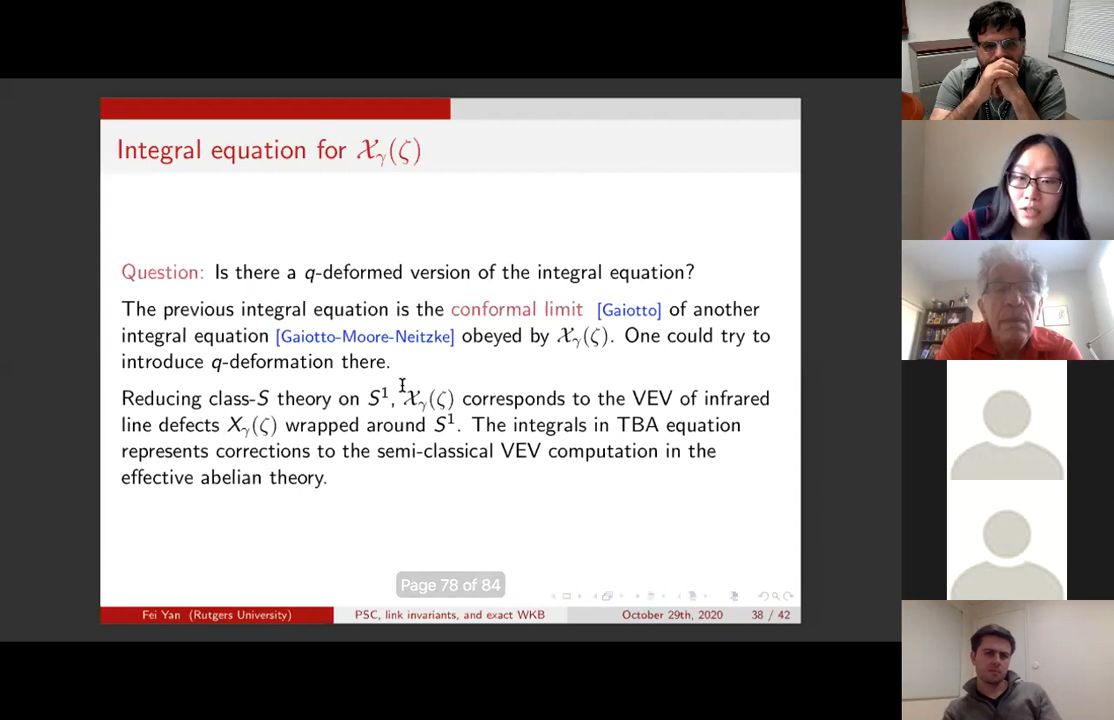 Integral equation for 𝒳γ(ζ)
Question: Is there a q-deformed version of the integral equation?
The previous integral equation is the conformal limit [Gaiotto] of another
integral equation [Gaiotto-Moore-Neitzke] obeyed by 𝒳γ(ζ). One could try to
introduce q-deformation there.
Reducing class-S theory on S¹, 𝒳γ(ζ) corresponds to the VEV of infrared
line defects Xγ(ζ) wrapped around S¹. The integrals in TBA equation
represents corrections to the semi-classical VEV computation in the
effective abelian theory.
Page 78 of 84
Fei Yan (Rutgers University) PSC, link invariants, and exact WKB October 29th, 2020 38 / 42